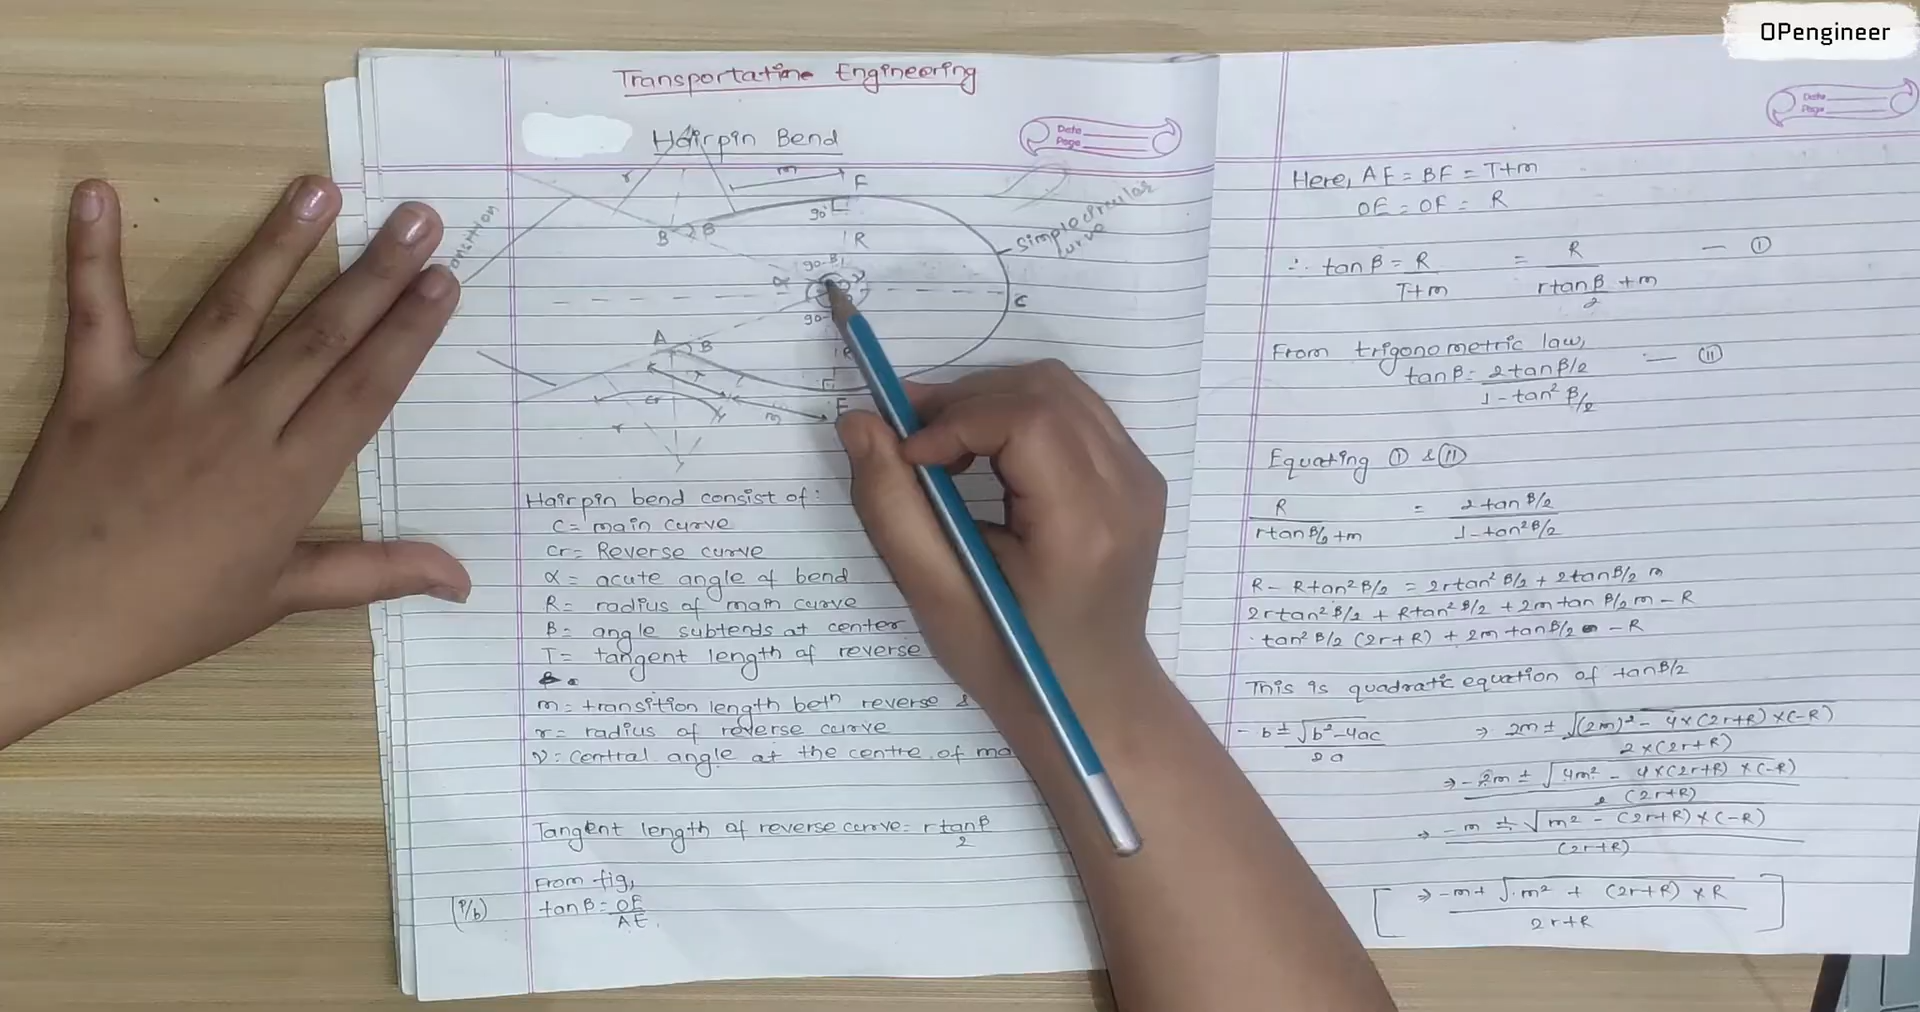 OPengineer
Transportation Engineering
Hairpin Bend
Date
Page
m
r
F
90°
B
β
R
90-β
simple circular
curve
α
ν
C
90-
A
β
R
T
cr
m
E
r
Hairpin bend consist of:
C = main curve
Cr = Reverse curve
α = acute angle of bend
R = radius of main curve
β = angle subtends at center
T = tangent length of reverse
m = transition length betn reverse &
r = radius of reverse curve
ν = central angle at the centre of
Tangent length of reverse curve = r tan β/2
From fig,
(P/b) tan β = OE/AE
Date
Page
Here, AE = BF = T+m
OE = OF = R
∴ tan β = R/T+m = R/r tan β/2 + m — Ⓘ
From trigonometric law,
tan β = 2 tan β/2 / 1 - tan² β/2 — ⑪
Equating Ⓘ & ⑪
R / r tan β/2 + m = 2 tan β/2 / 1 - tan² β/2
R - R tan² β/2 = 2r tan² β/2 + 2 tan β/2 m
2r tan² β/2 + R tan² β/2 + 2m tan β/2 m - R
tan² β/2 (2r+R) + 2m tan β/2 - R
This is quadratic equation of tan β/2
- b ± √b² - 4ac / 2a ⇒ 2m ± √(2m)² - 4×(2r+R)×(-R) / 2×(2r+R)
⇒ - 2m ± √4m² - 4×(2r+R)×(-R) / 2(2r+R)
⇒ - m ± √m² - (2r+R)×(-R) / (2r+R)
[ ⇒ -m + √m² + (2r+R)×R / 2r+R ]